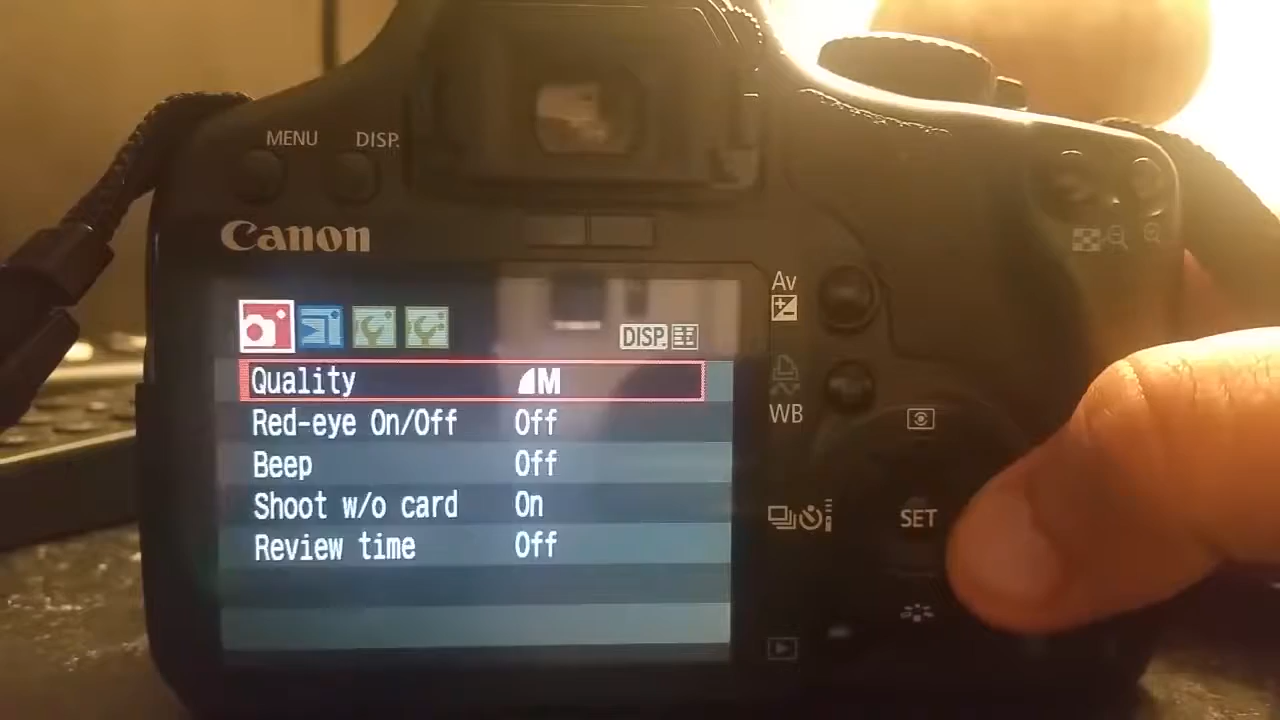 MENU DISP.
Canon
Av
DISP.
Quality M
Red-eye On/Off Off
Beep Off
Shoot w/o card On
Review time Off
WB
SET